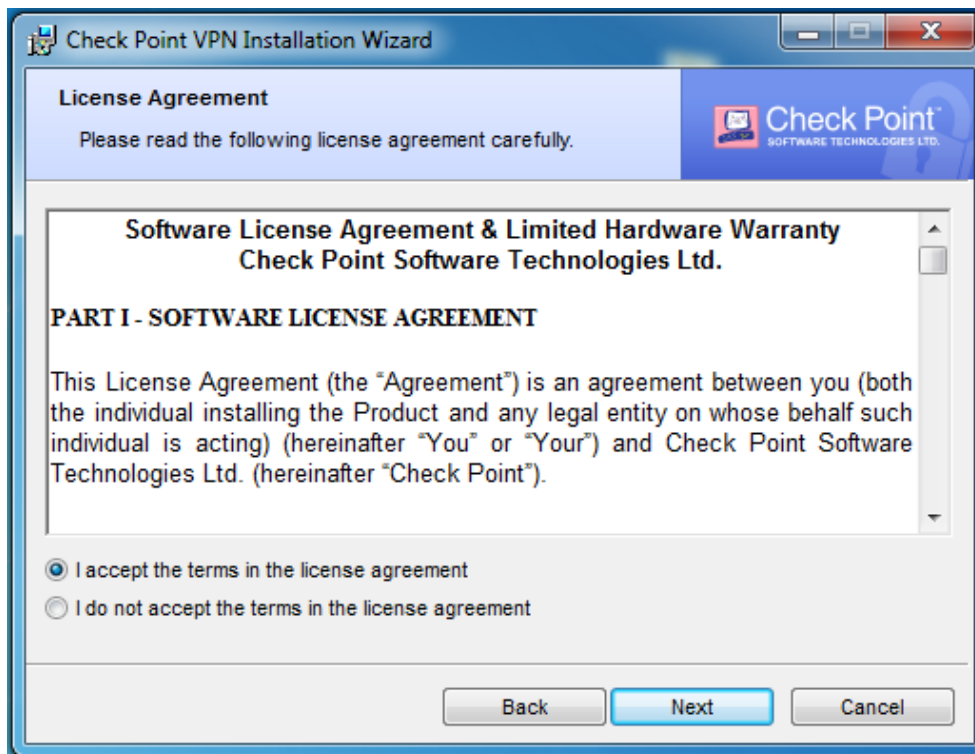 Check Point VPN Installation Wizard
License Agreement
Please read the following license agreement carefully.
Check Point™
SOFTWARE TECHNOLOGIES LTD.
Software License Agreement & Limited Hardware Warranty
Check Point Software Technologies Ltd.
PART I - SOFTWARE LICENSE AGREEMENT
This License Agreement (the “Agreement”) is an agreement between you (both
the individual installing the Product and any legal entity on whose behalf such
individual is acting) (hereinafter “You” or “Your”) and Check Point Software
Technologies Ltd. (hereinafter “Check Point”).
I accept the terms in the license agreement
I do not accept the terms in the license agreement
Back
Next
Cancel